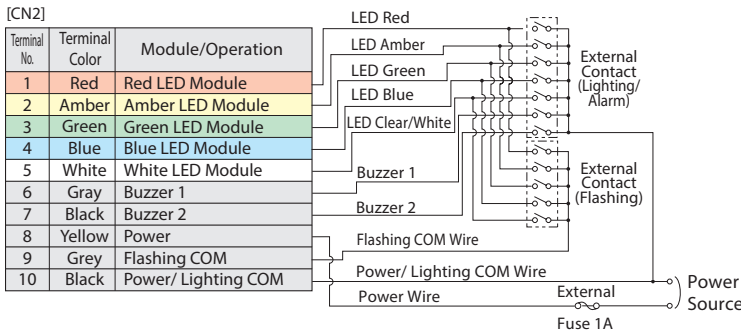 [CN2]
Terminal No. Terminal Color Module/Operation
1 Red Red LED Module
2 Amber Amber LED Module
3 Green Green LED Module
4 Blue Blue LED Module
5 White White LED Module
6 Gray Buzzer 1
7 Black Buzzer 2
8 Yellow Power
9 Grey Flashing COM
10 Black Power/ Lighting COM
LED Red
LED Amber
LED Green
LED Blue
LED Clear/White
Buzzer 1
Buzzer 2
Flashing COM Wire
Power/ Lighting COM Wire
Power Wire
External
Fuse 1A
External
Contact
(Lighting/
Alarm)
External
Contact
(Flashing)
Power
Source